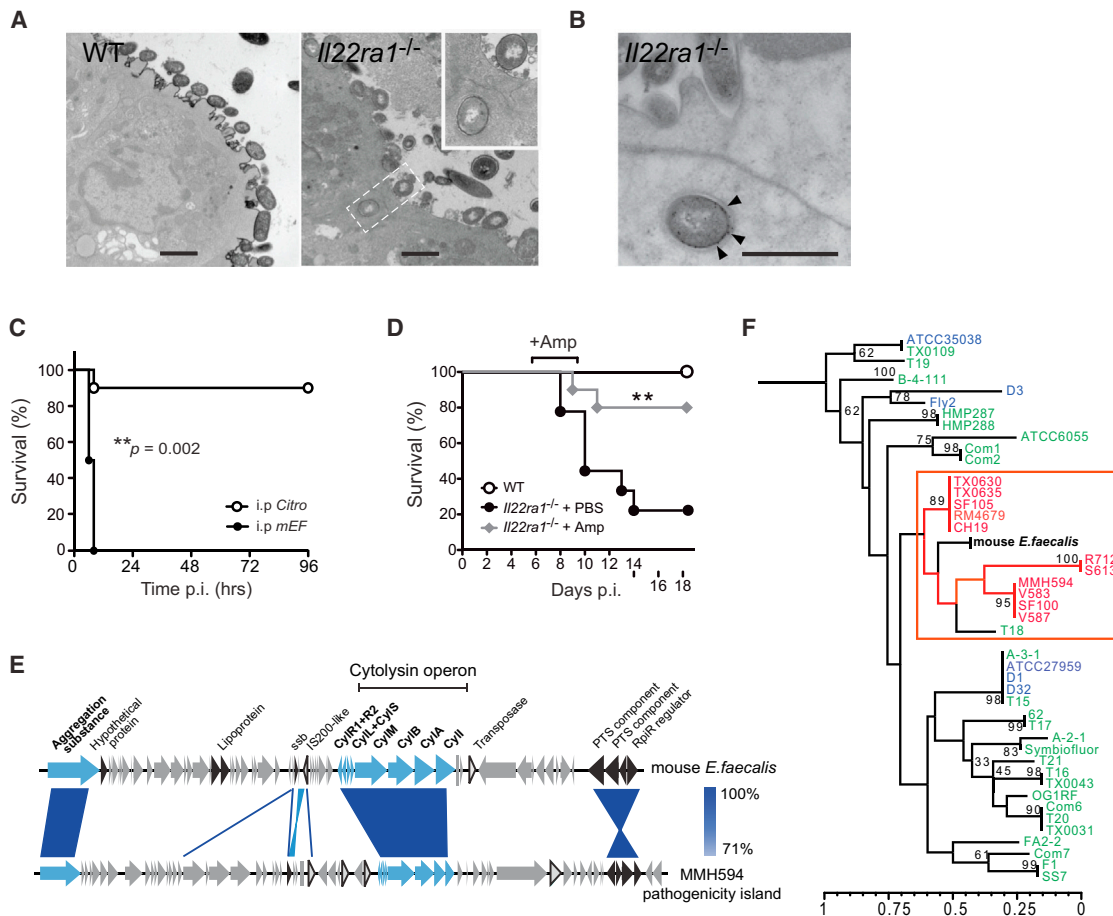 A
WT
Il22ra1-/-
B
Il22ra1-/-
C
Survival (%)
100
80
60
40
20
0
**p = 0.002
i.p Citro
i.p mEF
0
24
48
72
96
Time p.i. (hrs)
D
+Amp
Survival (%)
100
80
60
40
20
0
**
WT
Il22ra1-/- + PBS
Il22ra1-/- + Amp
0 2 4 6 8 10 12 14 16 18
Days p.i.
E
Cytolysin operon
Aggregation
substance
Hypothetical
protein
Lipoprotein
ssb
IS200-like
CylR1+R2
CylL+CylS
CylM
CylB
CylA
CylI
Transposase
PTS component
PTS component
RpiR regulator
mouse E.faecalis
100%
71%
MMH594
pathogenicity island
F
ATCC35038
62
TX0109
T19
100
B-4-111
D3
78
62
Fly2
98
HMP287
HMP288
75
ATCC6055
98
Com1
Com2
TX0630
89
TX0635
SF105
RM4679
CH19
mouse E.faecalis
100
R712
S613
MMH594
95
V583
SF100
V587
T18
A-3-1
ATCC27959
D1
D32
98
T15
62
99
T17
A-2-1
83
Symbioflor
33
T21
45
98
T16
TX0043
OG1RF
90
Com6
T20
TX0031
FA2-2
61
Com7
99
F1
SS7
1 0.75 0.5 0.25 0